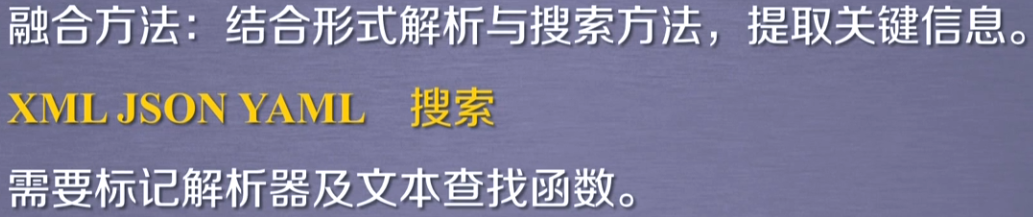 融合方法：结合形式解析与搜索方法，提取关键信息。
XML JSON YAML 搜索
需要标记解析器及文本查找函数。